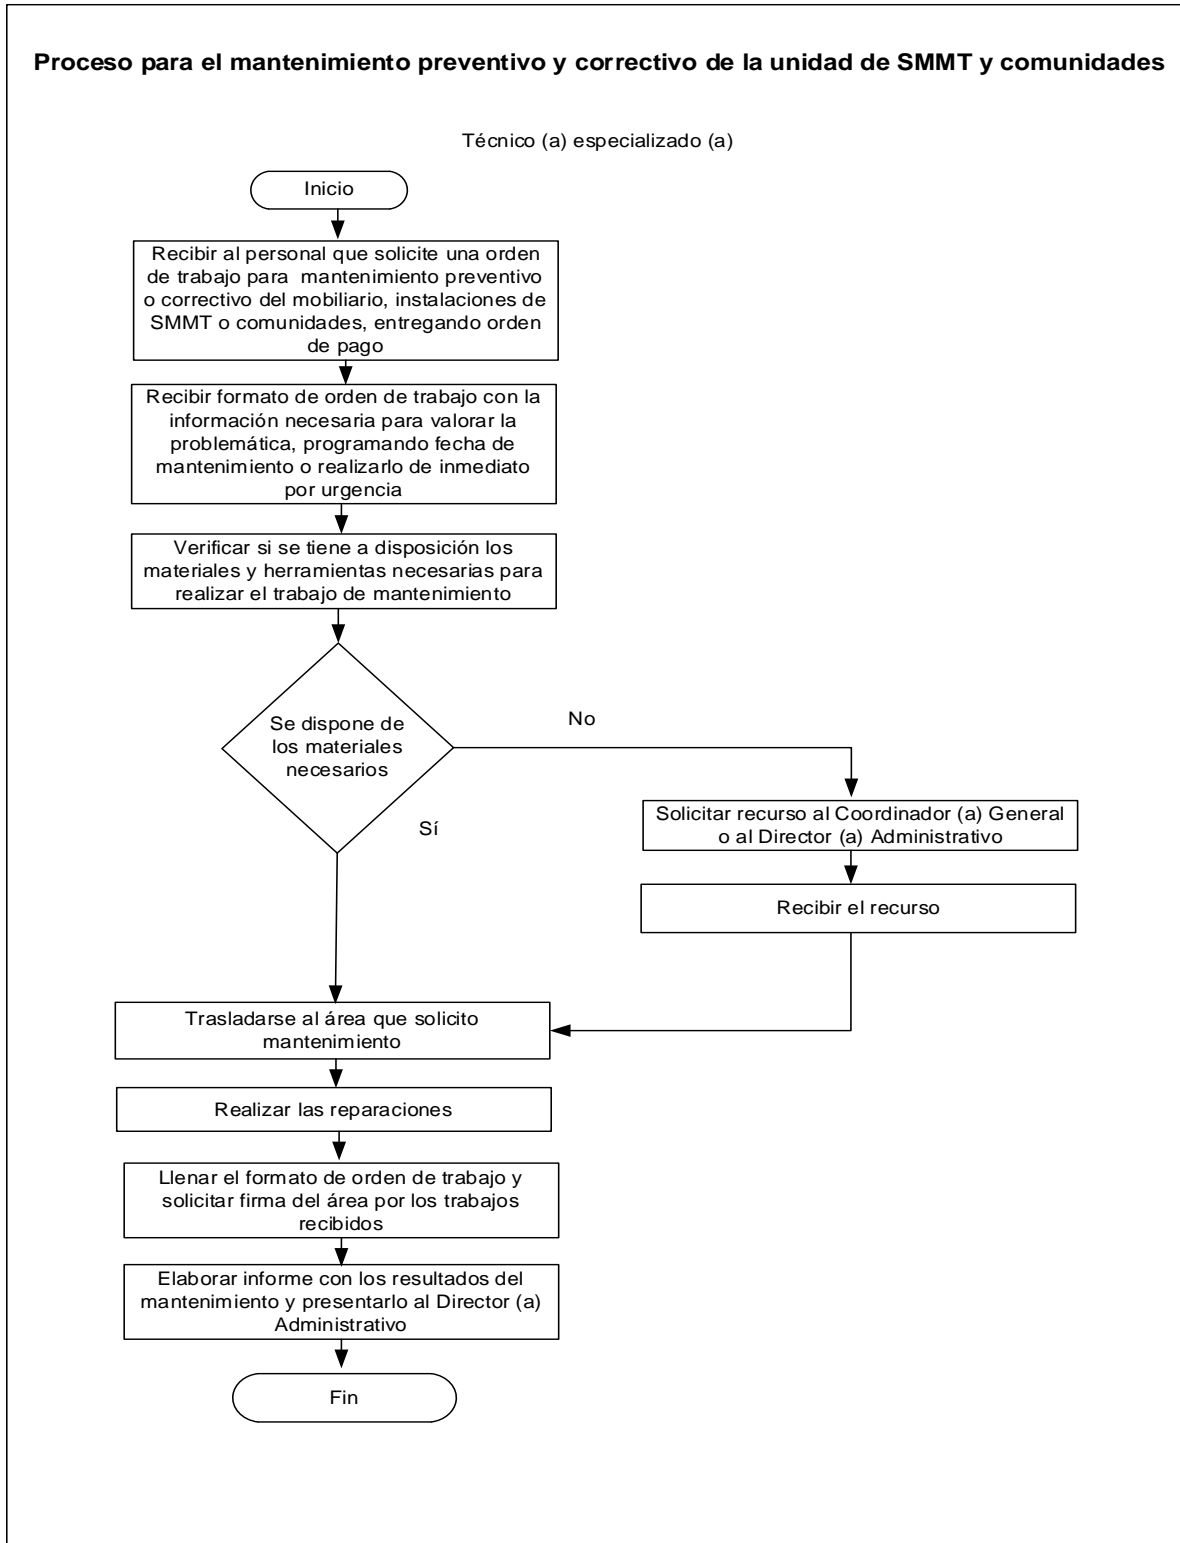 Proceso para el mantenimiento preventivo y correctivo de la unidad de SMMT y comunidades
Técnico (a) especializado (a)
Inicio
Recibir al personal que solicite una orden
de trabajo para mantenimiento preventivo
o correctivo del mobiliario, instalaciones de
SMMT o comunidades, entregando orden
de pago
Recibir formato de orden de trabajo con la
información necesaria para valorar la
problemática, programando fecha de
mantenimiento o realizarlo de inmediato
por urgencia
Verificar si se tiene a disposición los
materiales y herramientas necesarias para
realizar el trabajo de mantenimiento
Se dispone de
los materiales
necesarios
No
Sí
Solicitar recurso al Coordinador (a) General
o al Director (a) Administrativo
Recibir el recurso
Trasladarse al área que solicito
mantenimiento
Realizar las reparaciones
Llenar el formato de orden de trabajo y
solicitar firma del área por los trabajos
recibidos
Elaborar informe con los resultados del
mantenimiento y presentarlo al Director (a)
Administrativo
Fin